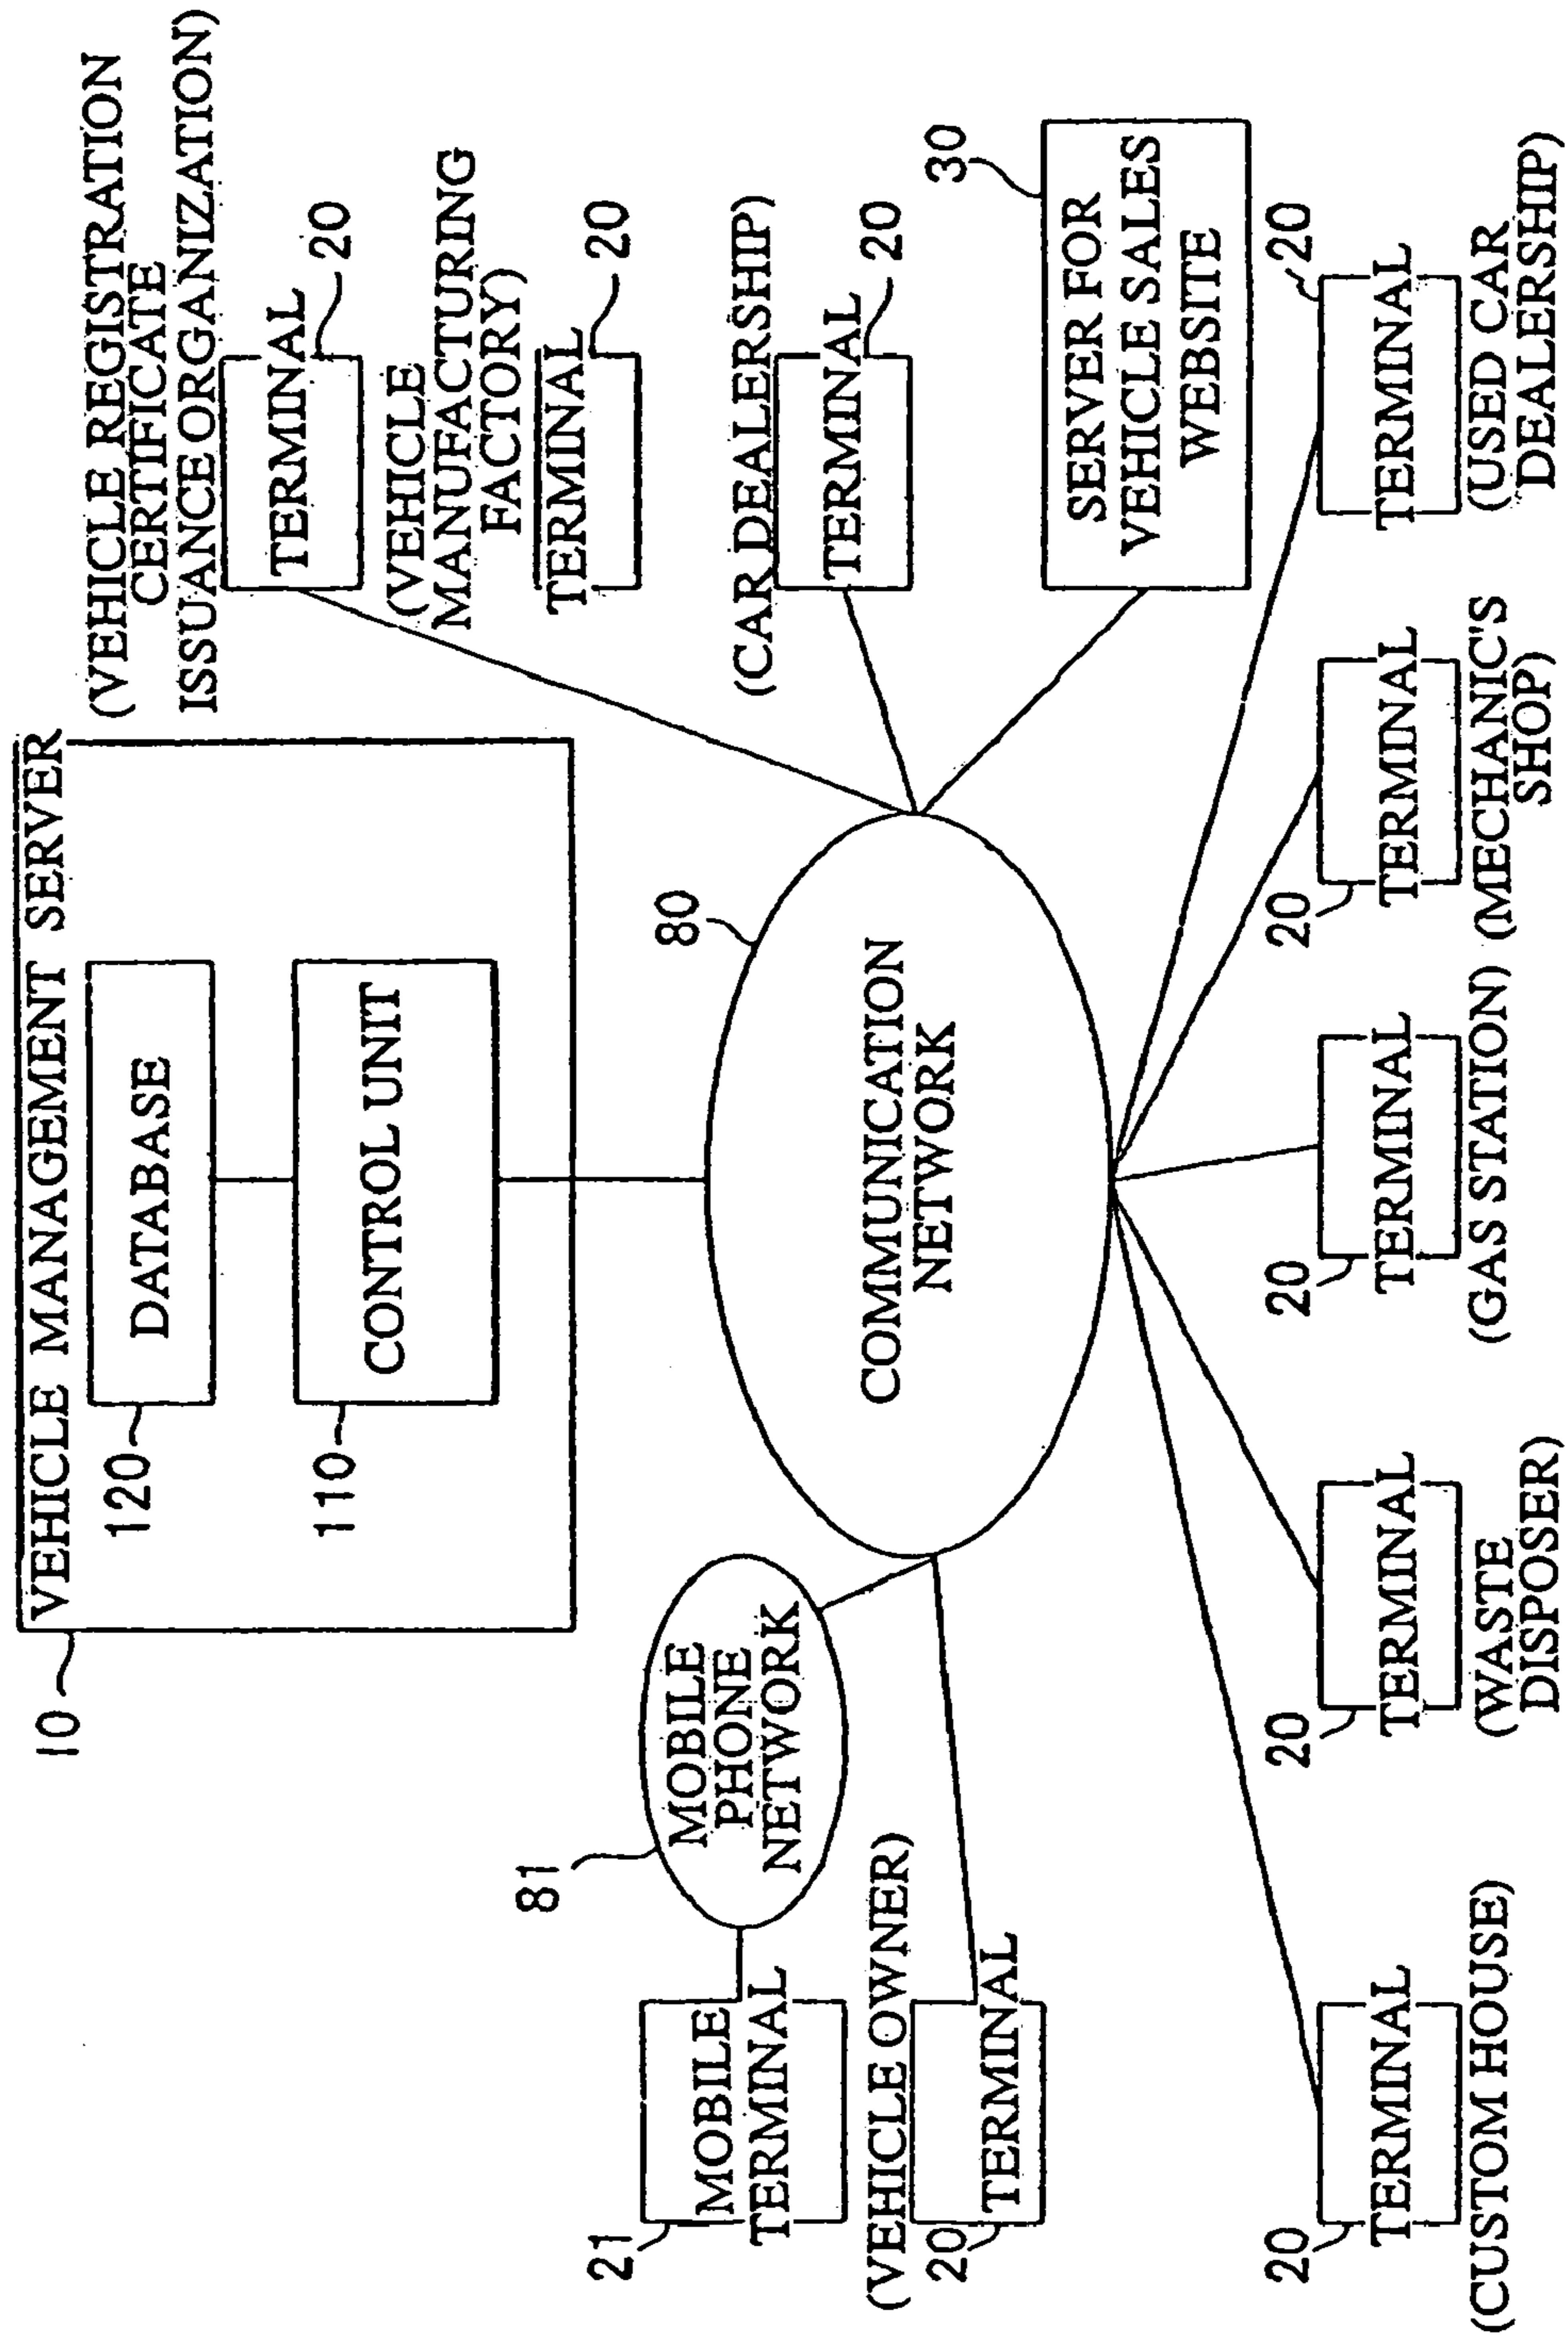 10
VEHICLE MANAGEMENT SERVER
120
DATABASE
110
CONTROL UNIT
(VEHICLE REGISTRATION
CERTIFICATE
ISSUANCE ORGANIZATION)
TERMINAL
20
(VEHICLE
MANUFACTURING
FACTORY)
TERMINAL
20
(CAR DEALERSHIP)
TERMINAL
20
30
SERVER FOR
VEHICLE SALES
WEBSITE
80
COMMUNICATION
NETWORK
81
MOBILE
PHONE
NETWORK
21
MOBILE
TERMINAL
(VEHICLE OWNER)
20
TERMINAL
20
TERMINAL
(CUSTOM HOUSE)
20
TERMINAL
(WASTE
DISPOSER)
20
TERMINAL
(GAS STATION)
20
TERMINAL
(MECHANIC'S
SHOP)
20
TERMINAL
(USED CAR
DEALERSHIP)